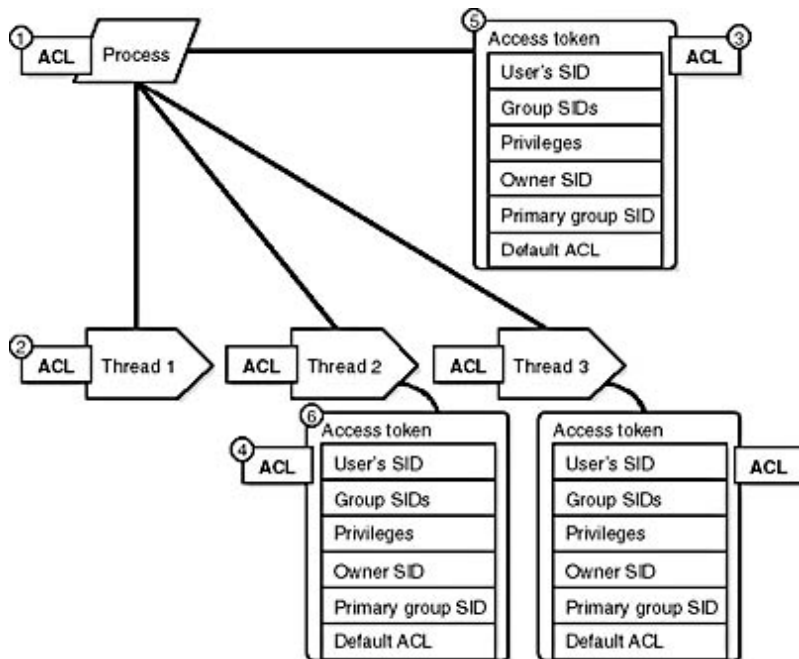 1
ACL
Process
5
Access token
ACL
3
User's SID
Group SIDs
Privileges
Owner SID
Primary group SID
Default ACL
2
ACL
Thread 1
ACL
Thread 2
ACL
Thread 3
6
Access token
4
ACL
User's SID
Group SIDs
Privileges
Owner SID
Primary group SID
Default ACL
Access token
ACL
User's SID
Group SIDs
Privileges
Owner SID
Primary group SID
Default ACL